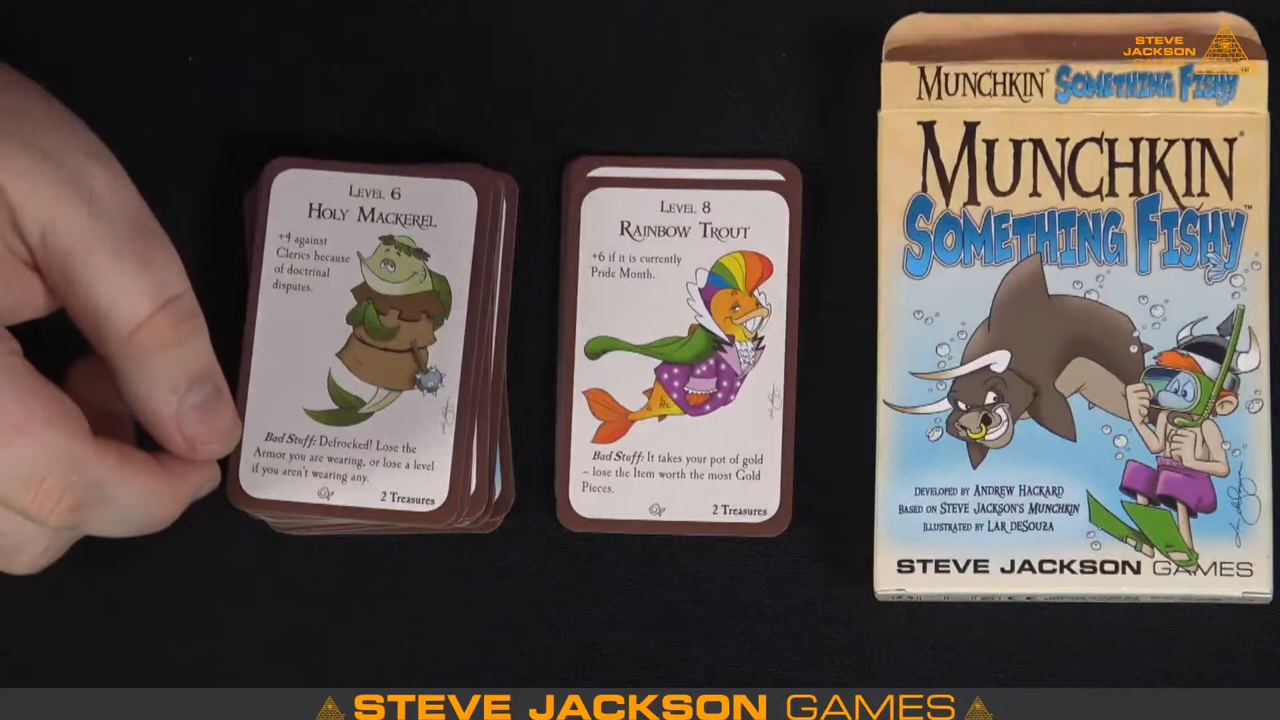 LEVEL 6
HOLY MACKEREL
+4 against
Clerics because
of doctrinal
disputes.
Bad Stuff: Defrocked! Lose the
Armor you are wearing, or lose a level
if you aren't wearing any.
2 Treasures
LEVEL 8
RAINBOW TROUT
+6 if it is currently
Pride Month.
Bad Stuff: It takes your pot of gold
– lose the Item worth the most Gold
Pieces.
2 Treasures
STEVE
JACKSON
GAMES
MUNCHKIN® SOMETHING FISHY™
MUNCHKIN®
SOMETHING FISHY™
DEVELOPED BY ANDREW HACKARD
BASED ON STEVE JACKSON'S MUNCHKIN
ILLUSTRATED BY LAR DESOUZA
STEVE JACKSON GAMES
STEVE JACKSON GAMES